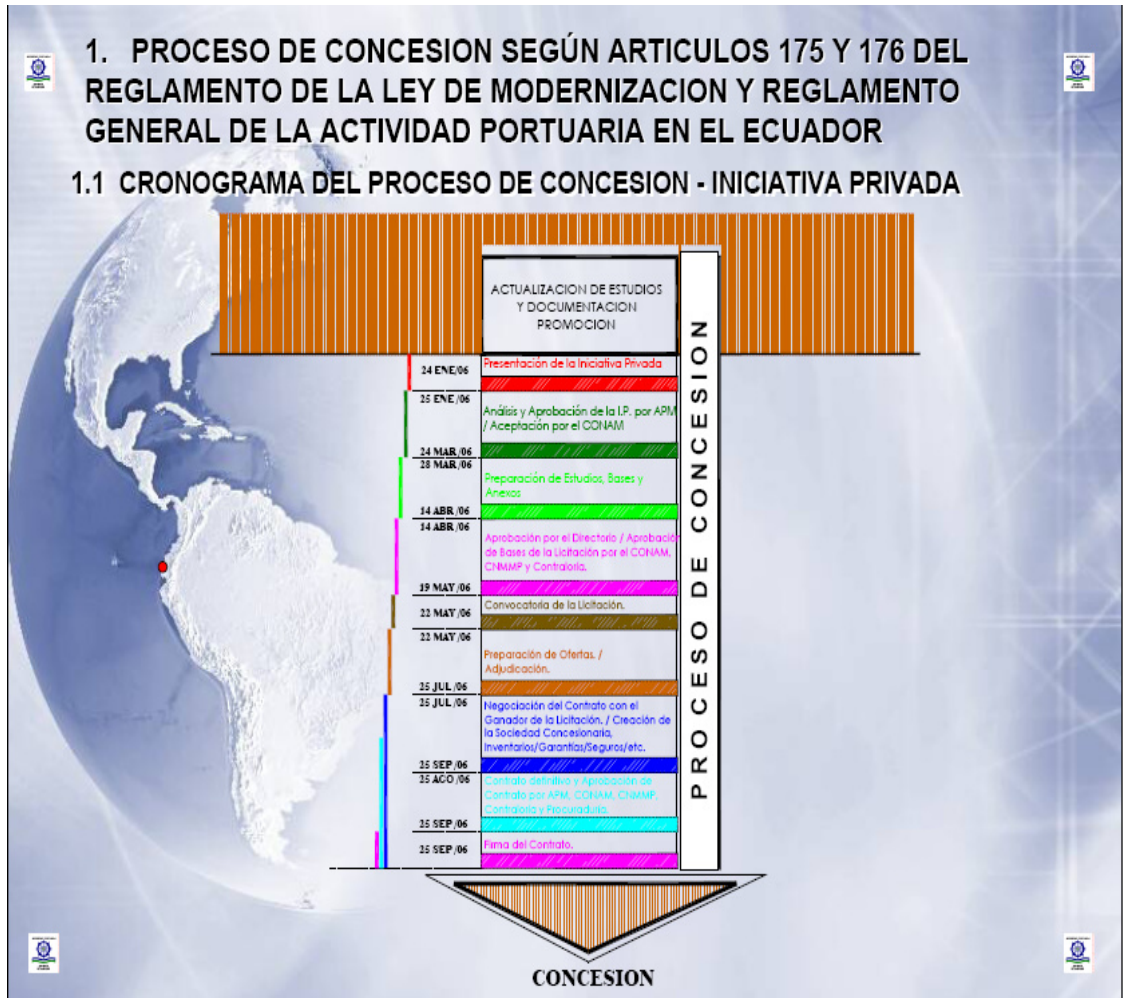 1. PROCESO DE CONCESION SEGÚN ARTICULOS 175 Y 176 DEL
REGLAMENTO DE LA LEY DE MODERNIZACION Y REGLAMENTO
GENERAL DE LA ACTIVIDAD PORTUARIA EN EL ECUADOR
1.1 CRONOGRAMA DEL PROCESO DE CONCESION - INICIATIVA PRIVADA
ACTUALIZACION DE ESTUDIOS
Y DOCUMENTACION
PROMOCION
24 ENE/06
Presentación de la Iniciativa Privada
25 ENE/06
Análisis y Aprobación de la I.P. por APM
/ Aceptación por el CONAM
24 MAR/06
28 MAR/06
Preparación de Estudios, Bases y
Anexos
14 ABR/06
14 ABR/06
Aprobación por el Directorio / Aprobación
de Bases de la Licitación por el CONAM,
CNMMP y Contraloría.
19 MAY/06
22 MAY/06
Convocatoria de la Licitación.
22 MAY/06
Preparación de Ofertas. /
Adjudicación.
25 JUL/06
25 JUL/06
Negociación del Contrato con el
Ganador de la Licitación. / Creación de
la Sociedad Concesionaria,
Inventarios/Garantías/Seguros/etc.
25 SEP/06
25 AGO/06
Contrato definitivo y Aprobación de
Contrato por APM, CONAM, CNMMP,
Contraloría y Procuraduría.
25 SEP/06
25 SEP/06
Firma del Contrato.
PROCESO DE CONCESION
CONCESION